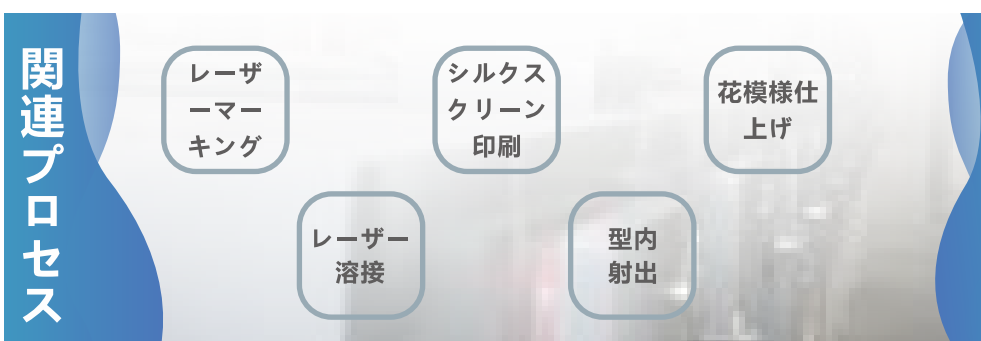 関連プロセス
レーザ
ーマー
キング
シルクス
クリーン
印刷
花模様仕
上げ
レーザー
溶接
型内
射出